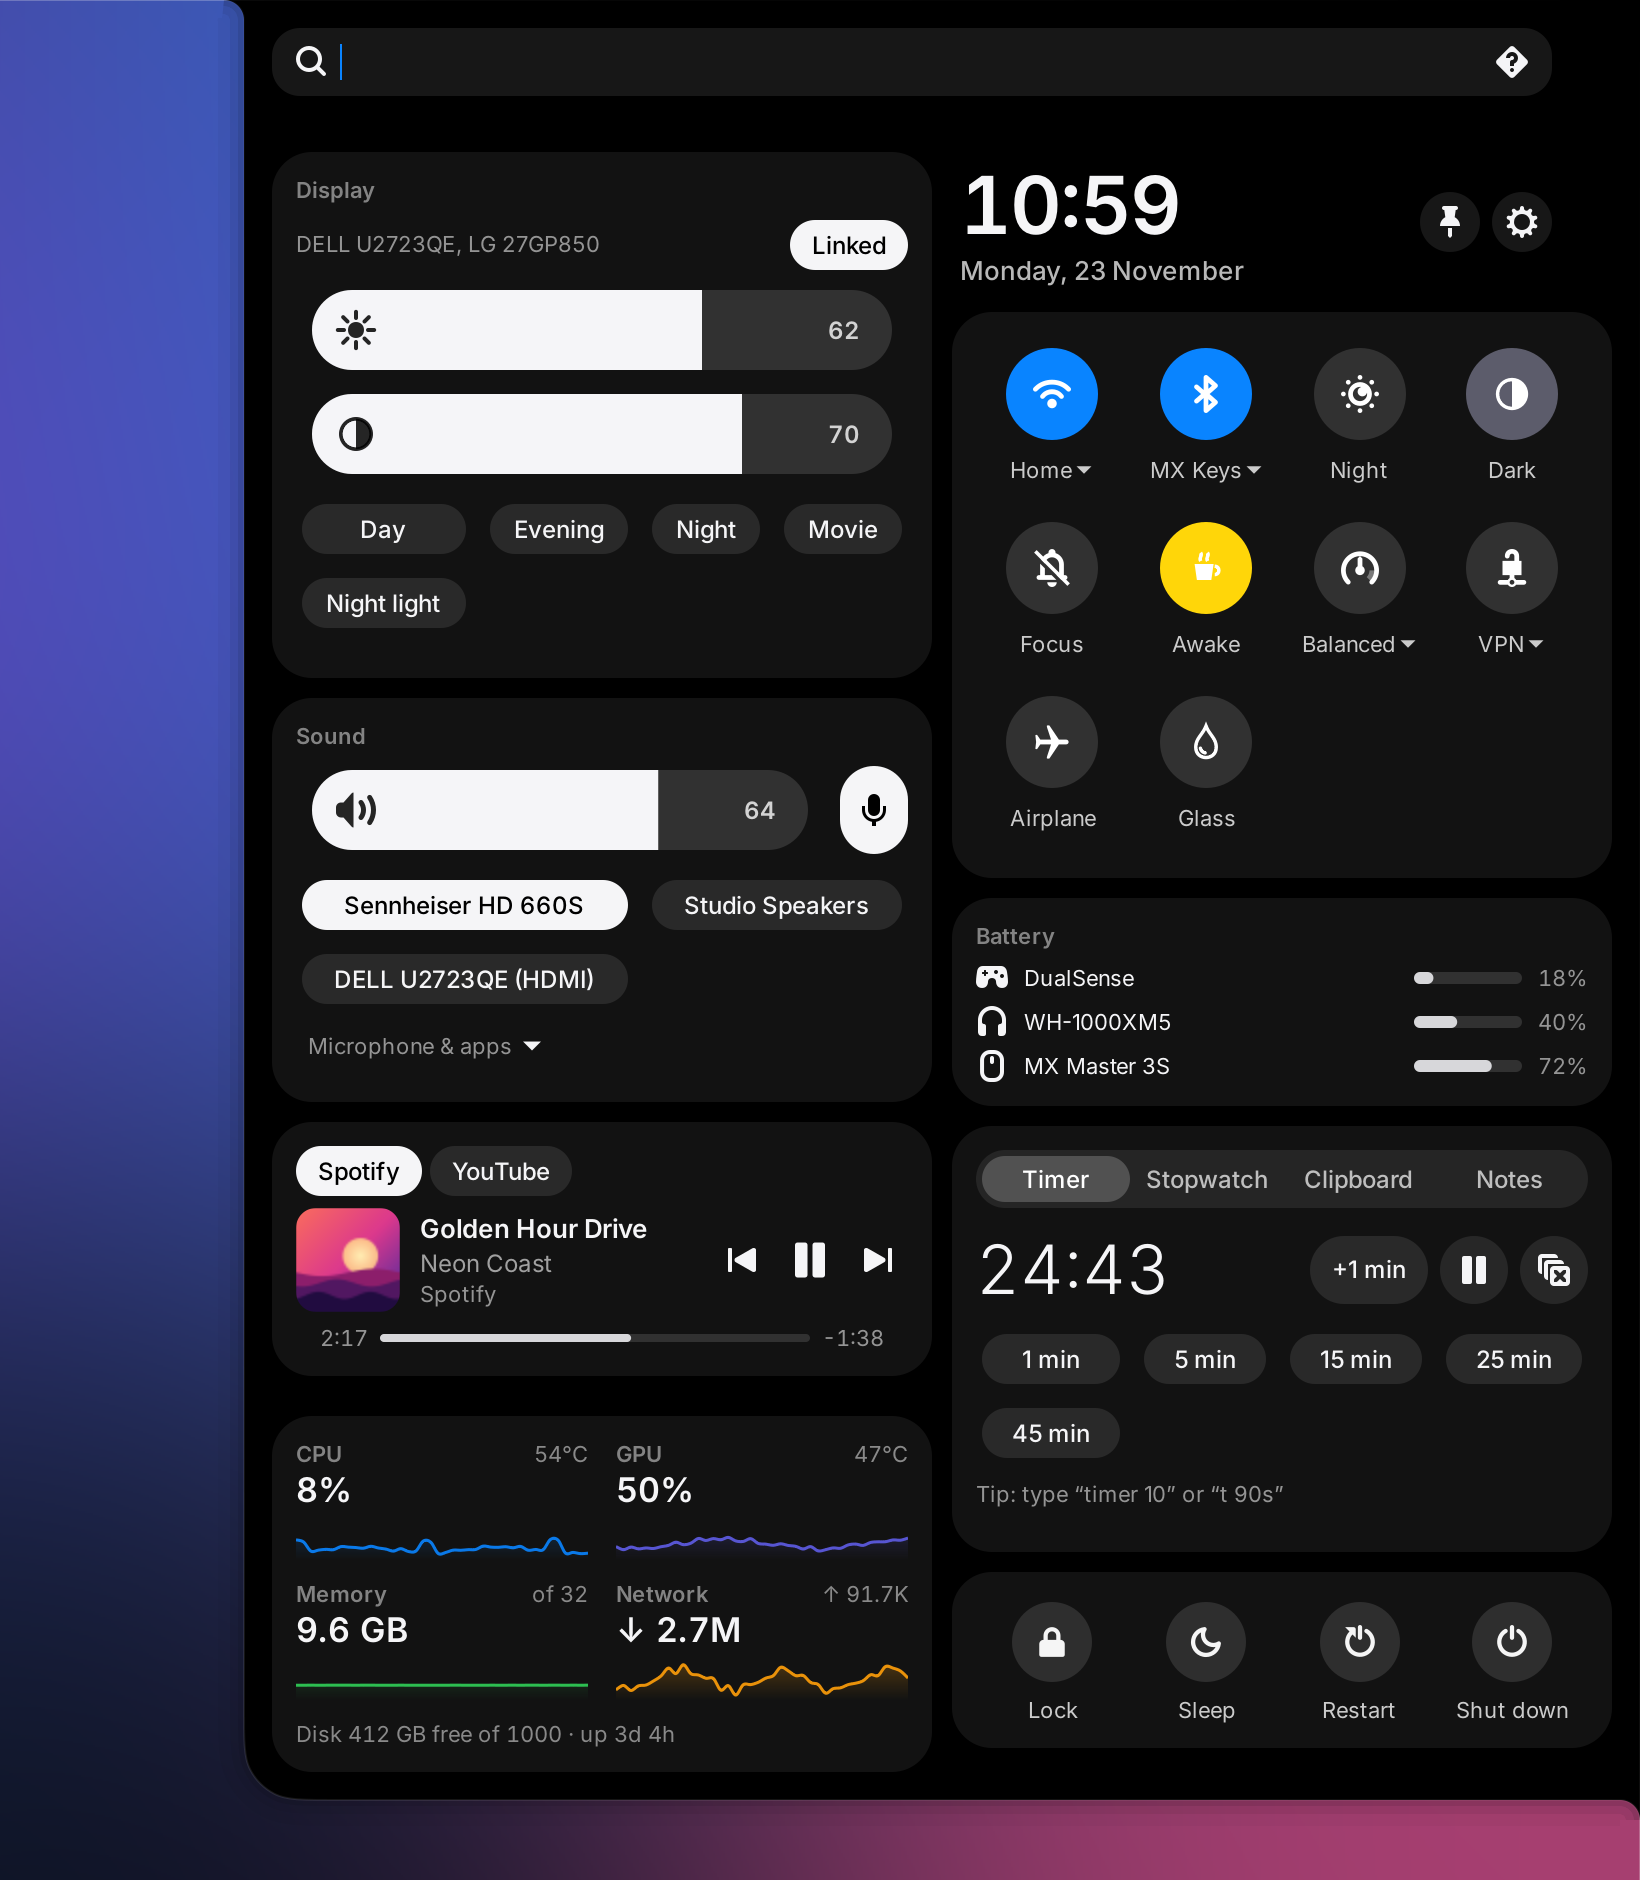 Display
DELL U2723QE, LG 27GP850
Linked
62
70
Day
Evening
Night
Movie
Night light
Sound
64
Sennheiser HD 660S
Studio Speakers
DELL U2723QE (HDMI)
Microphone & apps
Spotify
YouTube
Golden Hour Drive
Neon Coast
Spotify
2:17
-1:38
CPU
54°C
8%
GPU
47°C
50%
Memory
of 32
9.6 GB
Network
↑ 91.7K
↓ 2.7M
Disk 412 GB free of 1000 · up 3d 4h
10:59
Monday, 23 November
Home
MX Keys
Night
Dark
Focus
Awake
Balanced
VPN
Airplane
Glass
Battery
DualSense
18%
WH-1000XM5
40%
MX Master 3S
72%
Timer
Stopwatch
Clipboard
Notes
24:43
+1 min
1 min
5 min
15 min
25 min
45 min
Tip: type “timer 10” or “t 90s”
Lock
Sleep
Restart
Shut down